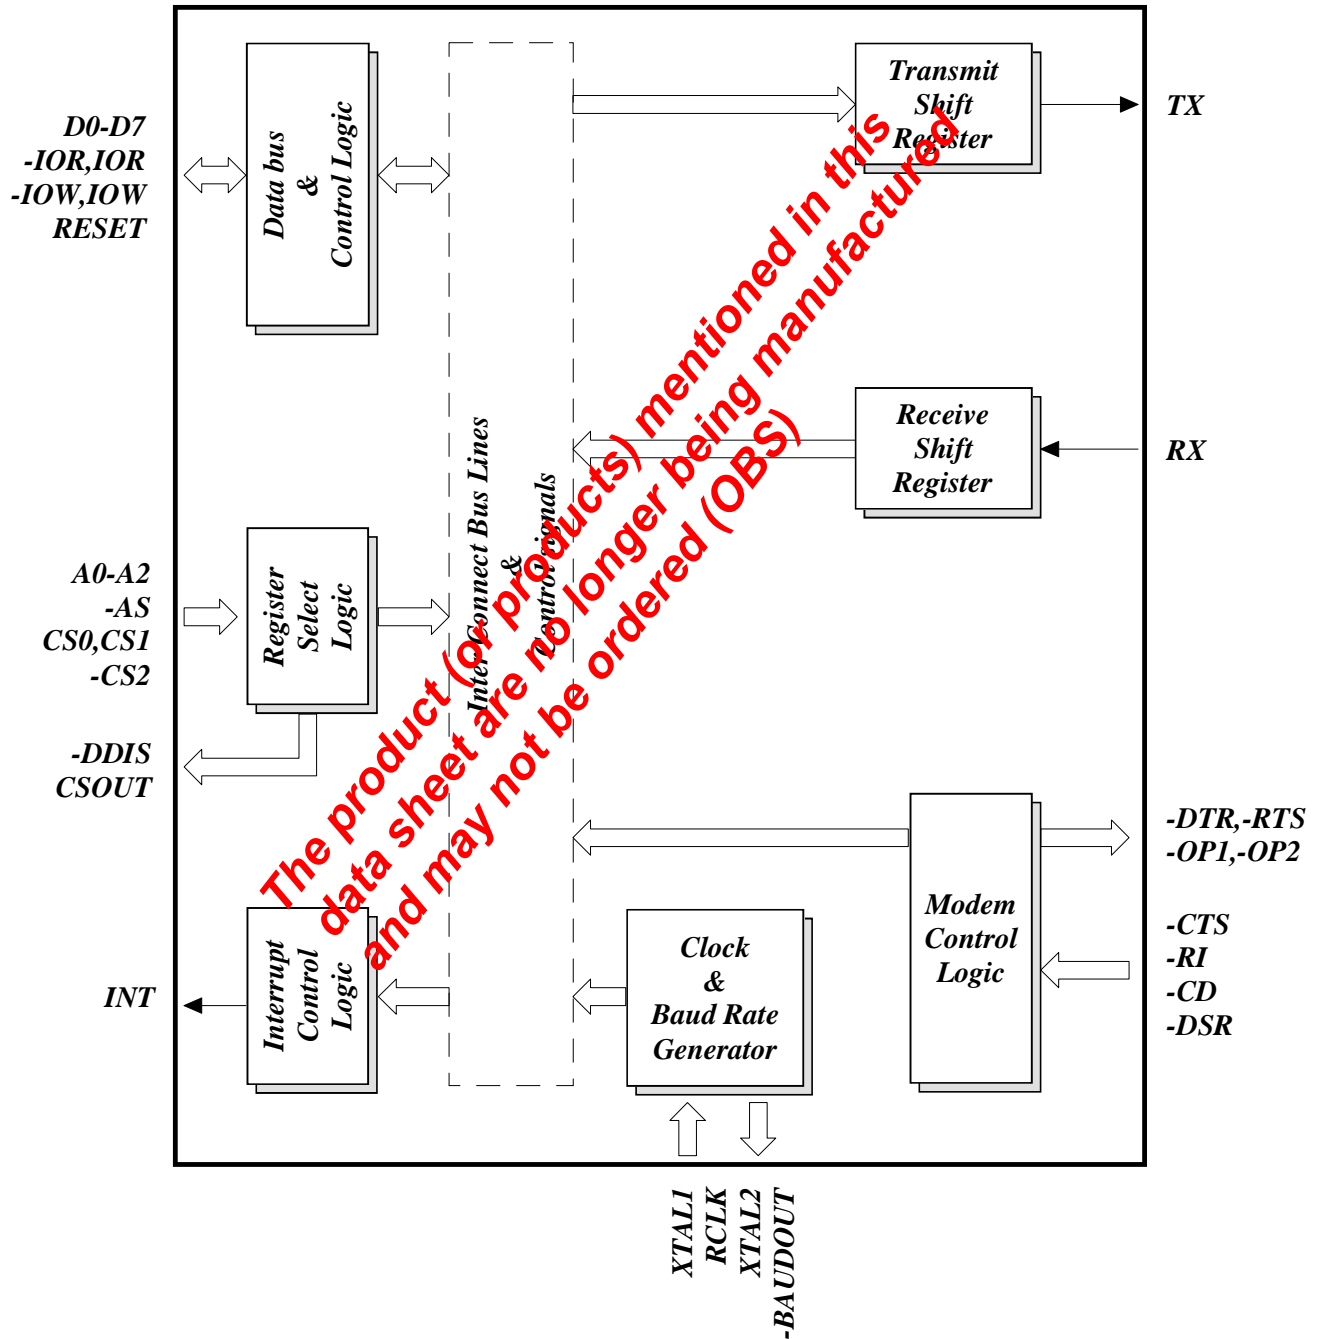 D0-D7
-IOR,IOR
-IOW,IOW
RESET
Data bus
&
Control Logic
Transmit
Shift
Register
TX
Receive
Shift
Register
RX
A0-A2
-AS
CS0,CS1
-CS2
Register
Select
Logic
-DDIS
CSOUT
Inter Connect Bus Lines
&
Control signals
-DTR,-RTS
-OP1,-OP2
Modem
Control
Logic
-CTS
-RI
-CD
-DSR
INT
Interrupt
Control
Logic
Clock
&
Baud Rate
Generator
XTAL1
RCLK
XTAL2
-BAUDOUT
The product (or products) mentioned in this
data sheet are no longer being manufactured
and may not be ordered (OBS)